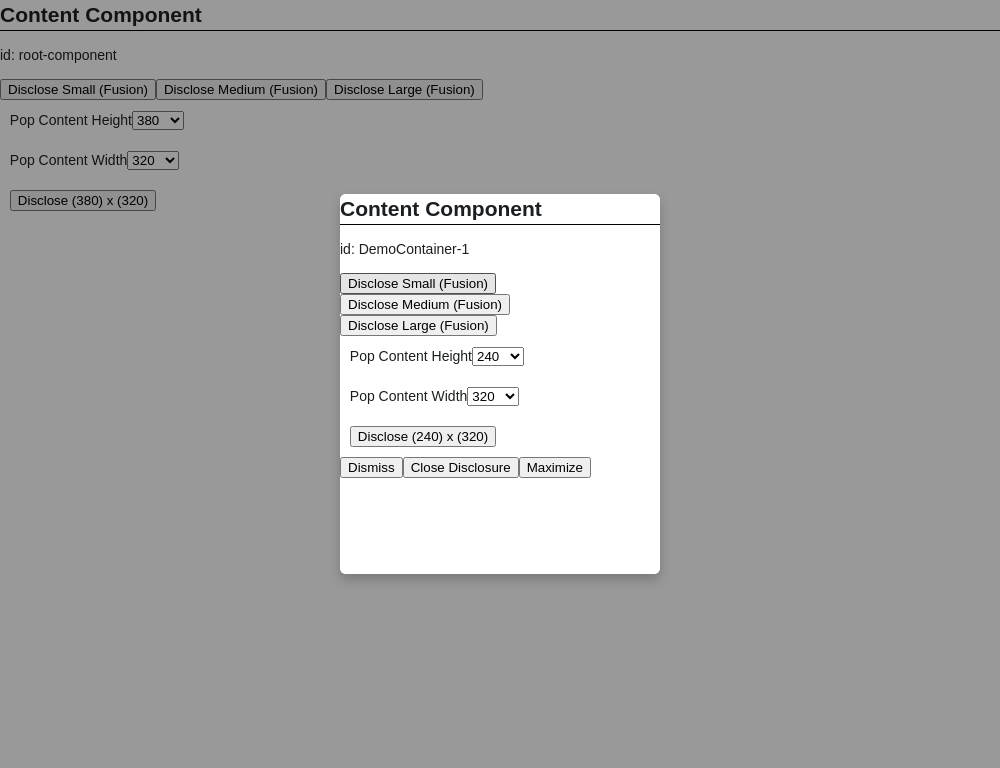 Content Component
id: root-component
Disclose Small (Fusion) Disclose Medium (Fusion) Disclose Large (Fusion)
Pop Content Height 380
Pop Content Width 320
Disclose (380) x (320)
Content Component
id: DemoContainer-1
Disclose Small (Fusion)
Disclose Medium (Fusion)
Disclose Large (Fusion)
Pop Content Height 240
Pop Content Width 320
Disclose (240) x (320)
Dismiss Close Disclosure Maximize